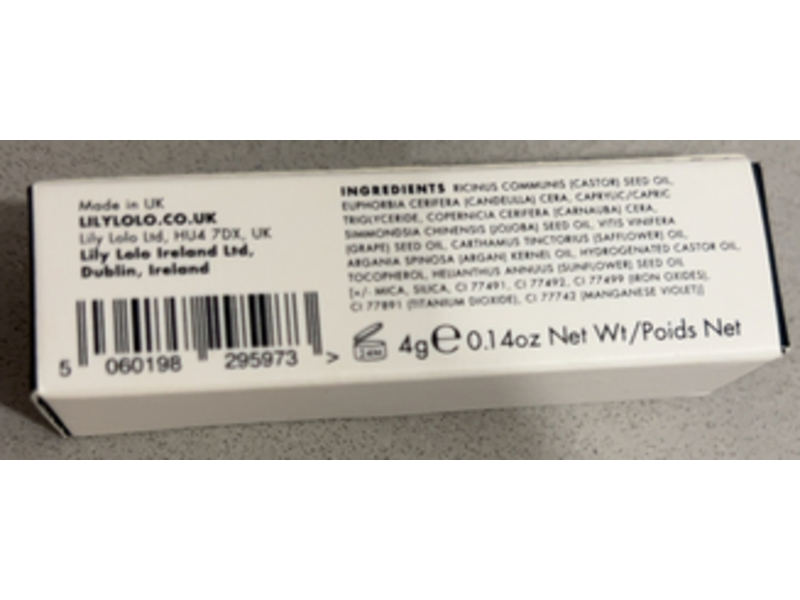 Made in UK
LILYLOLO.CO.UK
Lily Lolo Ltd, HU4 7DX, UK
Lily Lolo Ireland Ltd,
Dublin, Ireland
5 060198 295973 >
INGREDIENTS RICINUS COMMUNIS (CASTOR) SEED OIL,
EUPHORBIA CERIFERA (CANDELILLA) CERA, CAPRYLIC/CAPRIC
TRIGLYCERIDE, COPERNICIA CERIFERA (CARNAUBA) CERA,
SIMMONDSIA CHINENSIS (JOJOBA) SEED OIL, VITIS VINIFERA
(GRAPE) SEED OIL, CARTHAMUS TINCTORIUS (SAFFLOWER) OIL,
ARGANIA SPINOSA (ARGAN) KERNEL OIL, HYDROGENATED CASTOR OIL,
TOCOPHEROL, HELIANTHUS ANNUUS (SUNFLOWER) SEED OIL
[+/- MICA, SILICA, CI 77491, CI 77492, CI 77499 (IRON OXIDES),
CI 77891 (TITANIUM DIOXIDE), CI 77742 (MANGANESE VIOLET)]
4g℮ 0.14oz Net Wt/Poids Net